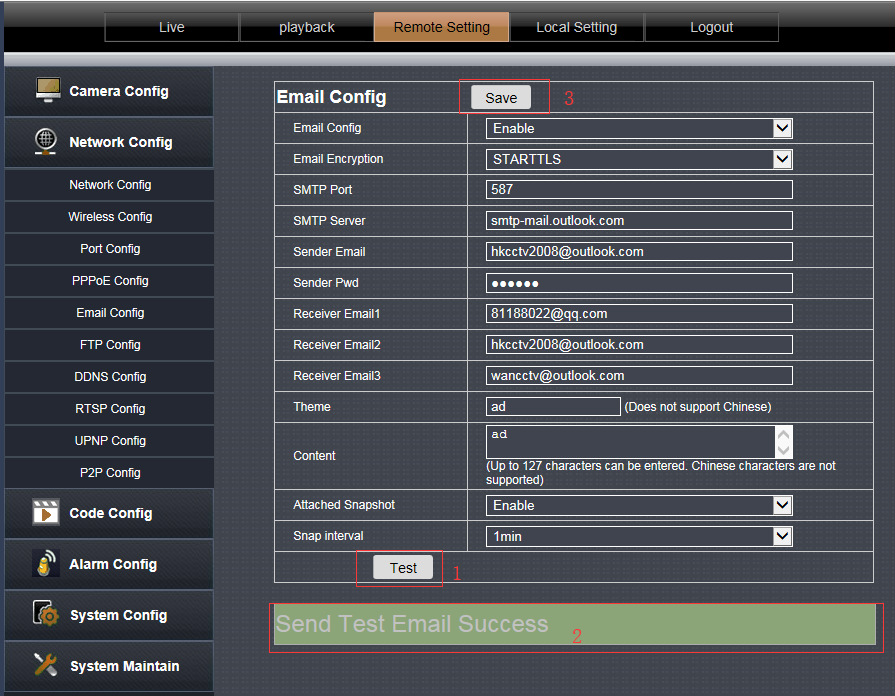 Live playback Remote Setting Local Setting Logout
Camera Config
Network Config
Network Config
Wireless Config
Port Config
PPPoE Config
Email Config
FTP Config
DDNS Config
RTSP Config
UPNP Config
P2P Config
Code Config
Alarm Config
System Config
System Maintain
Email Config Save 3
Email Config Enable
Email Encryption STARTTLS
SMTP Port 587
SMTP Server smtp-mail.outlook.com
Sender Email hkcctv2008@outlook.com
Sender Pwd ●●●●●●
Receiver Email1 81188022@qq.com
Receiver Email2 hkcctv2008@outlook.com
Receiver Email3 wancctv@outlook.com
Theme ad (Does not support Chinese)
Content ad
(Up to 127 characters can be entered. Chinese characters are not
supported)
Attached Snapshot Enable
Snap interval 1min
Test 1
Send Test Email Success 2